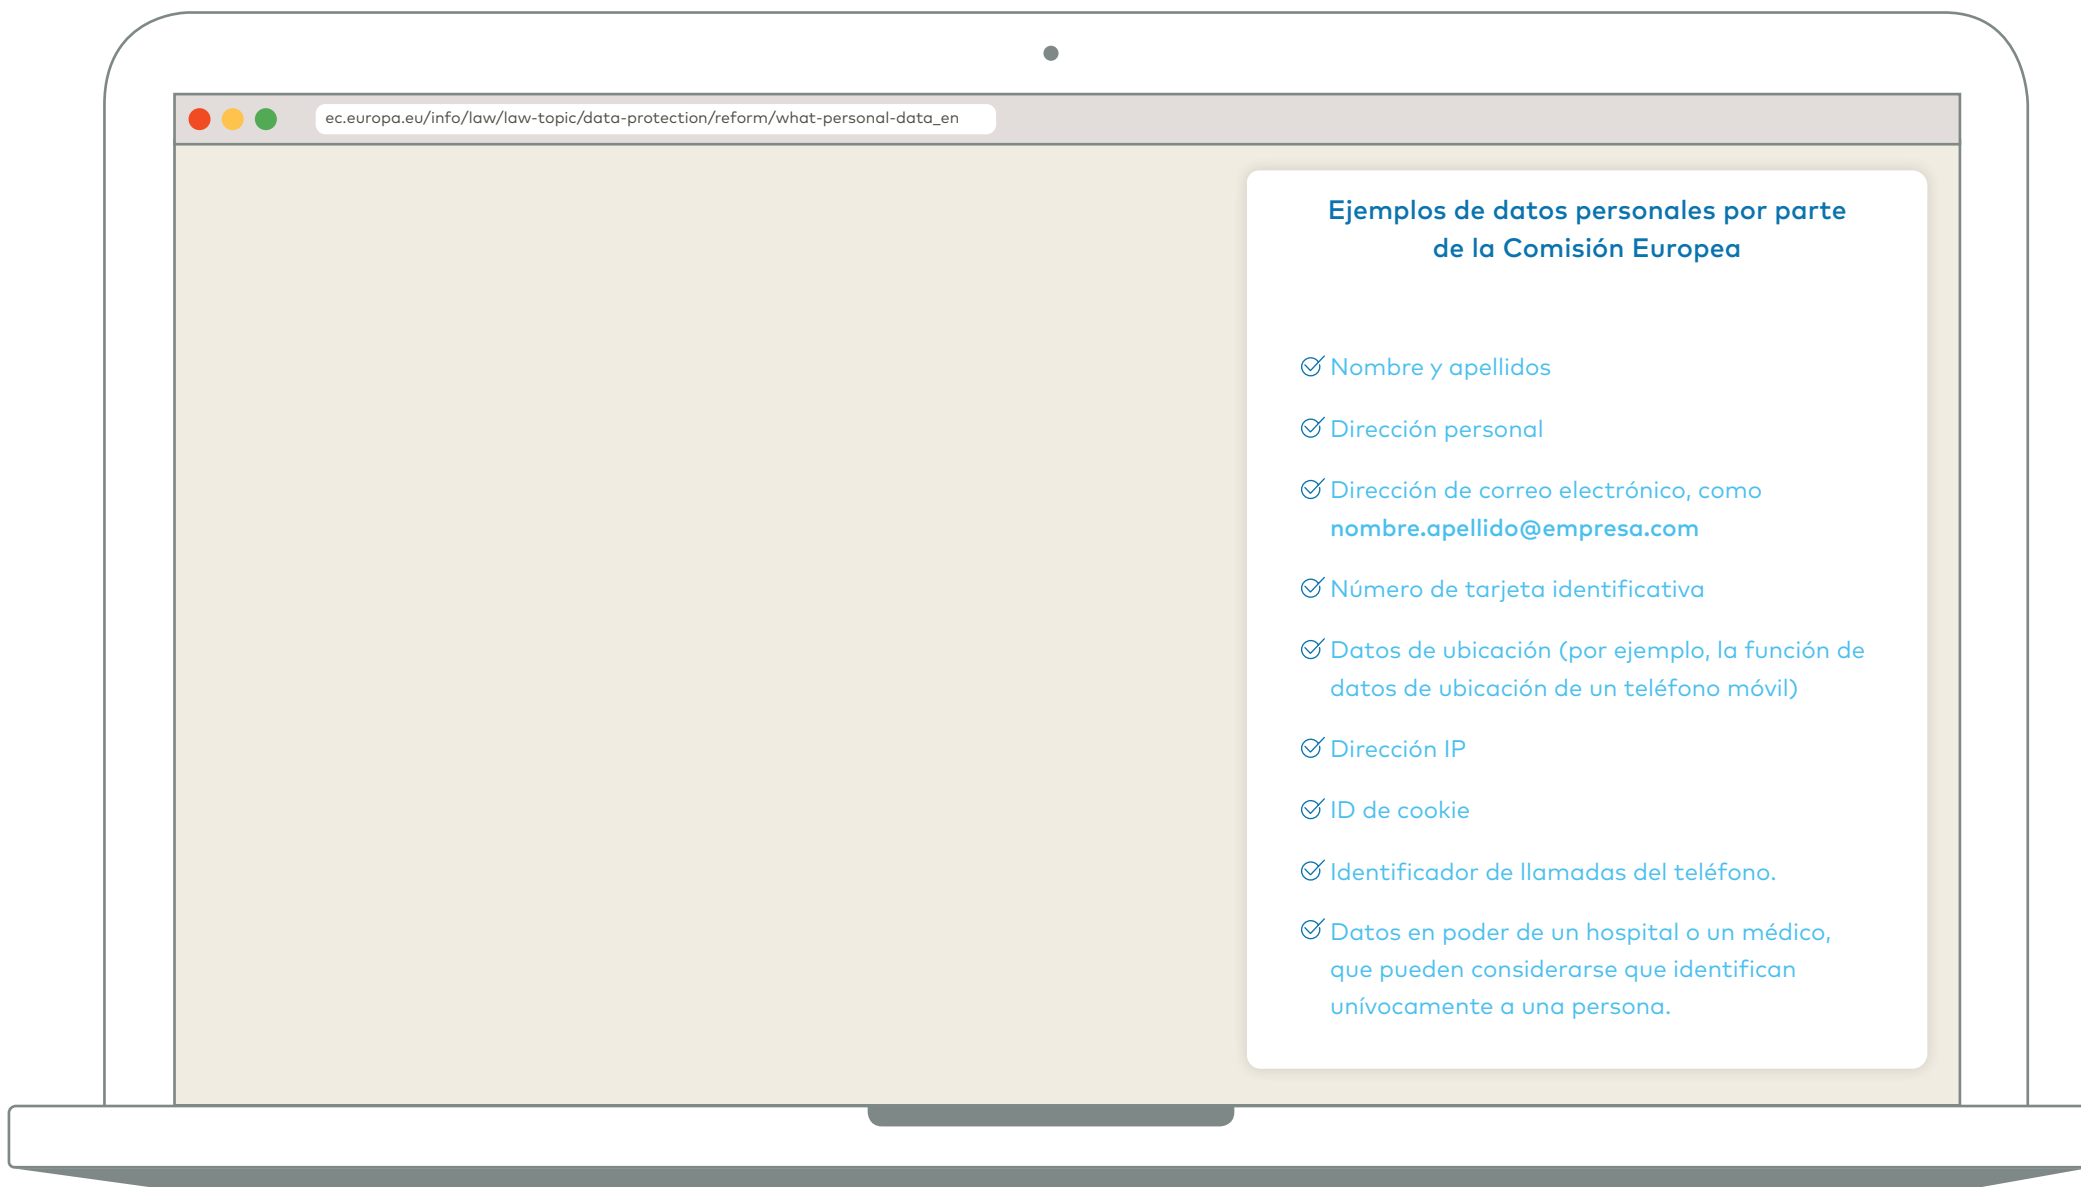 ec.europa.eu/info/law/law-topic/data-protection/reform/what-personal-data_en
Ejemplos de datos personales por parte
de la Comisión Europea
Nombre y apellidos
Dirección personal
Dirección de correo electrónico, como
nombre.apellido@empresa.com
Número de tarjeta identificativa
Datos de ubicación (por ejemplo, la función de
datos de ubicación de un teléfono móvil)
Dirección IP
ID de cookie
Identificador de llamadas del teléfono.
Datos en poder de un hospital o un médico,
que pueden considerarse que identifican
unívocamente a una persona.